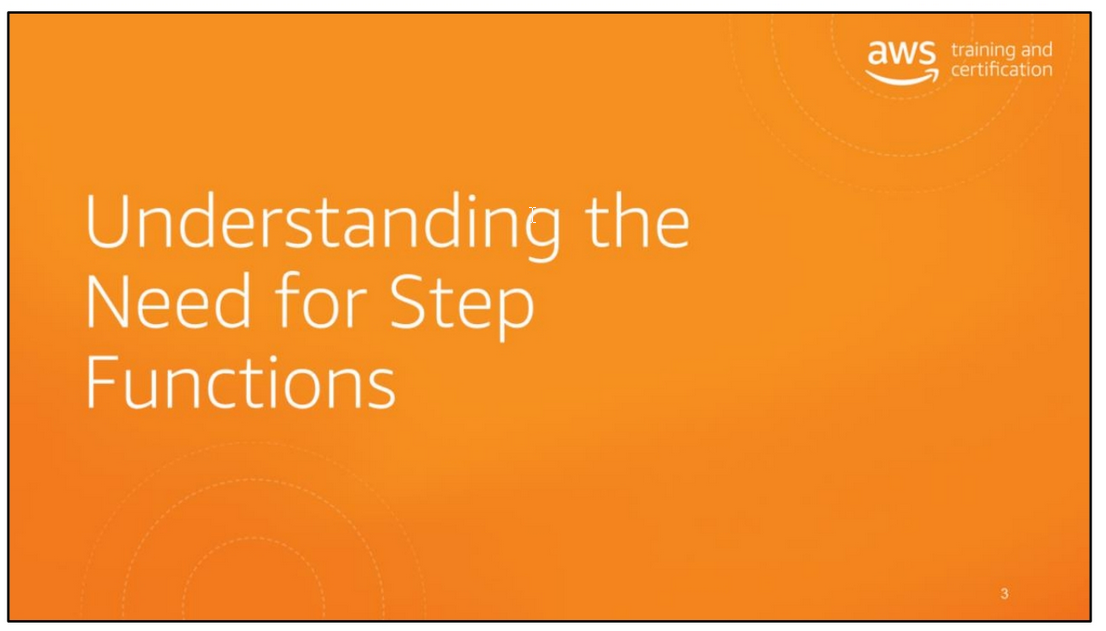 aws training and
certification
Understanding the
Need for Step
Functions
3